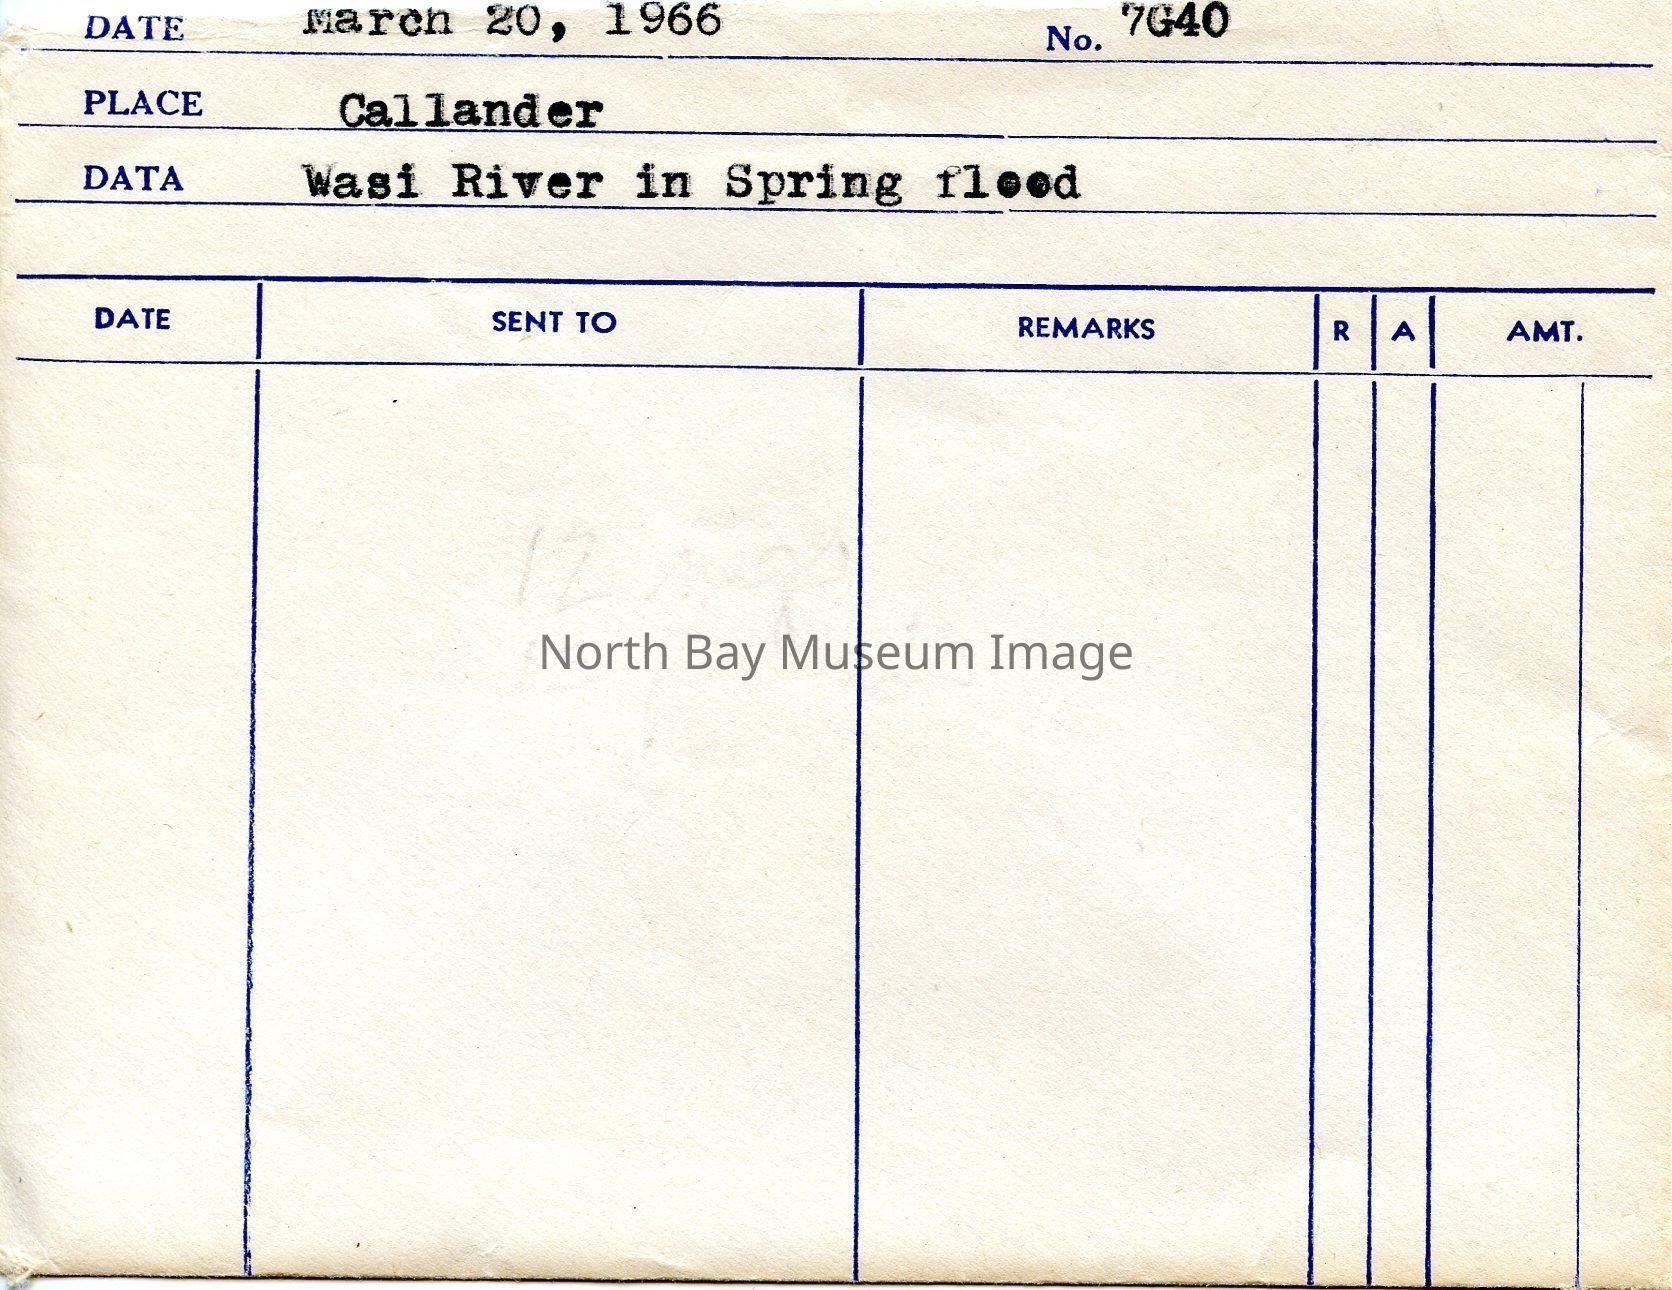 DATE March 20, 1966 No. 7G40
PLACE Callander
DATA Wasi River in Spring flood
DATE SENT TO REMARKS R A AMT.
North Bay Museum Image